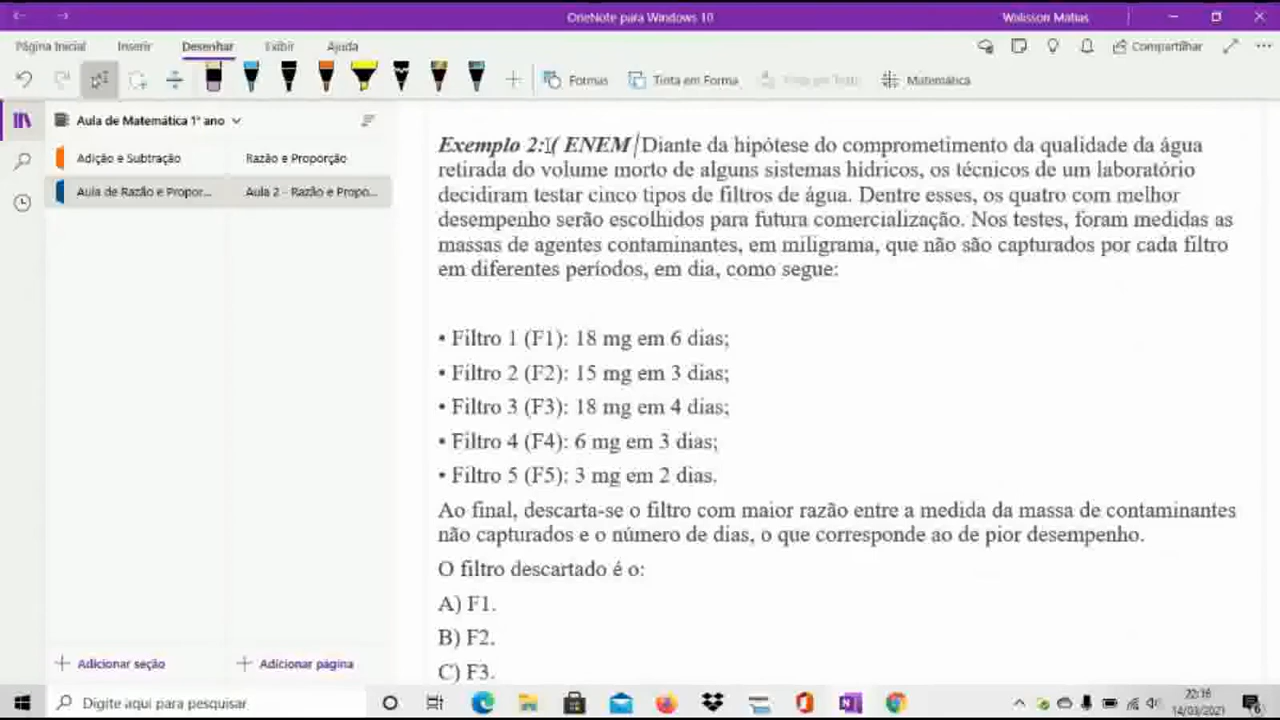 OneNote para Windows 10
Walisson Matias
Página Inicial
Inserir
Desenhar
Exibir
Ajuda
Compartilhar
Formas
Tinta em Forma
Tinta em Texto
Matemática
Aula de Matemática 1° ano
Adição e Subtração
Razão e Proporção
Aula de Razão e Propor...
Aula 2 - Razão e Propo...
Exemplo 2:( ENEM Diante da hipótese do comprometimento da qualidade da água
retirada do volume morto de alguns sistemas hídricos, os técnicos de um laboratório
decidiram testar cinco tipos de filtros de água. Dentre esses, os quatro com melhor
desempenho serão escolhidos para futura comercialização. Nos testes, foram medidas as
massas de agentes contaminantes, em miligrama, que não são capturados por cada filtro
em diferentes períodos, em dia, como segue:
• Filtro 1 (F1): 18 mg em 6 dias;
• Filtro 2 (F2): 15 mg em 3 dias;
• Filtro 3 (F3): 18 mg em 4 dias;
• Filtro 4 (F4): 6 mg em 3 dias;
• Filtro 5 (F5): 3 mg em 2 dias.
Ao final, descarta-se o filtro com maior razão entre a medida da massa de contaminantes
não capturados e o número de dias, o que corresponde ao de pior desempenho.
O filtro descartado é o:
A) F1.
B) F2.
C) F3.
Adicionar seção
Adicionar página
Digite aqui para pesquisar
22:16
14/03/2021
6